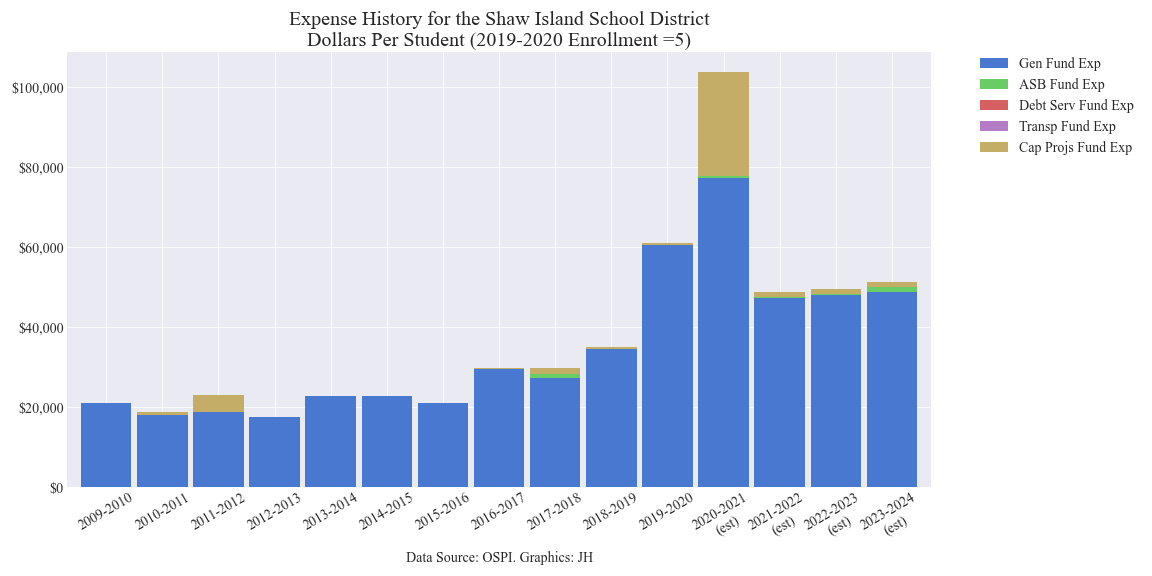 Expense History for the Shaw Island School District
Dollars Per Student (2019-2020 Enrollment =5)
$100,000
$80,000
$60,000
$40,000
$20,000
$0
2009-2010
2010-2011
2011-2012
2012-2013
2013-2014
2014-2015
2015-2016
2016-2017
2017-2018
2018-2019
2019-2020
2020-2021
(est)
2021-2022
(est)
2022-2023
(est)
2023-2024
(est)
Data Source: OSPI. Graphics: JH
Gen Fund Exp
ASB Fund Exp
Debt Serv Fund Exp
Transp Fund Exp
Cap Projs Fund Exp